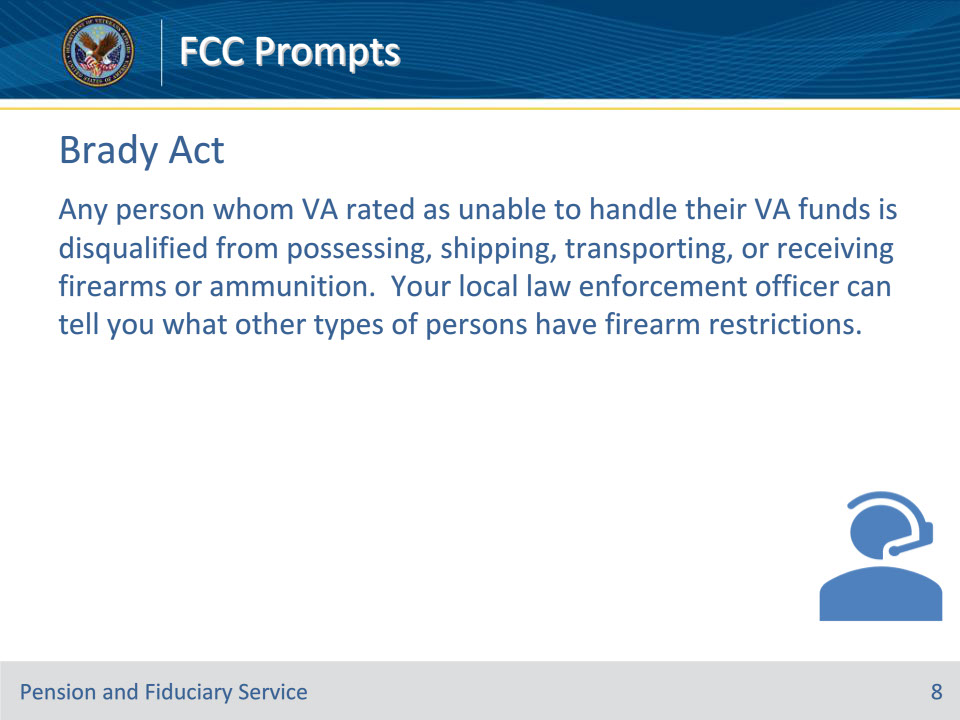 FCC Prompts
Brady Act
Any person whom VA rated as unable to handle their VA funds is
disqualified from possessing, shipping, transporting, or receiving
firearms or ammunition.  Your local law enforcement officer can
tell you what other types of persons have firearm restrictions.
Pension and Fiduciary Service
8